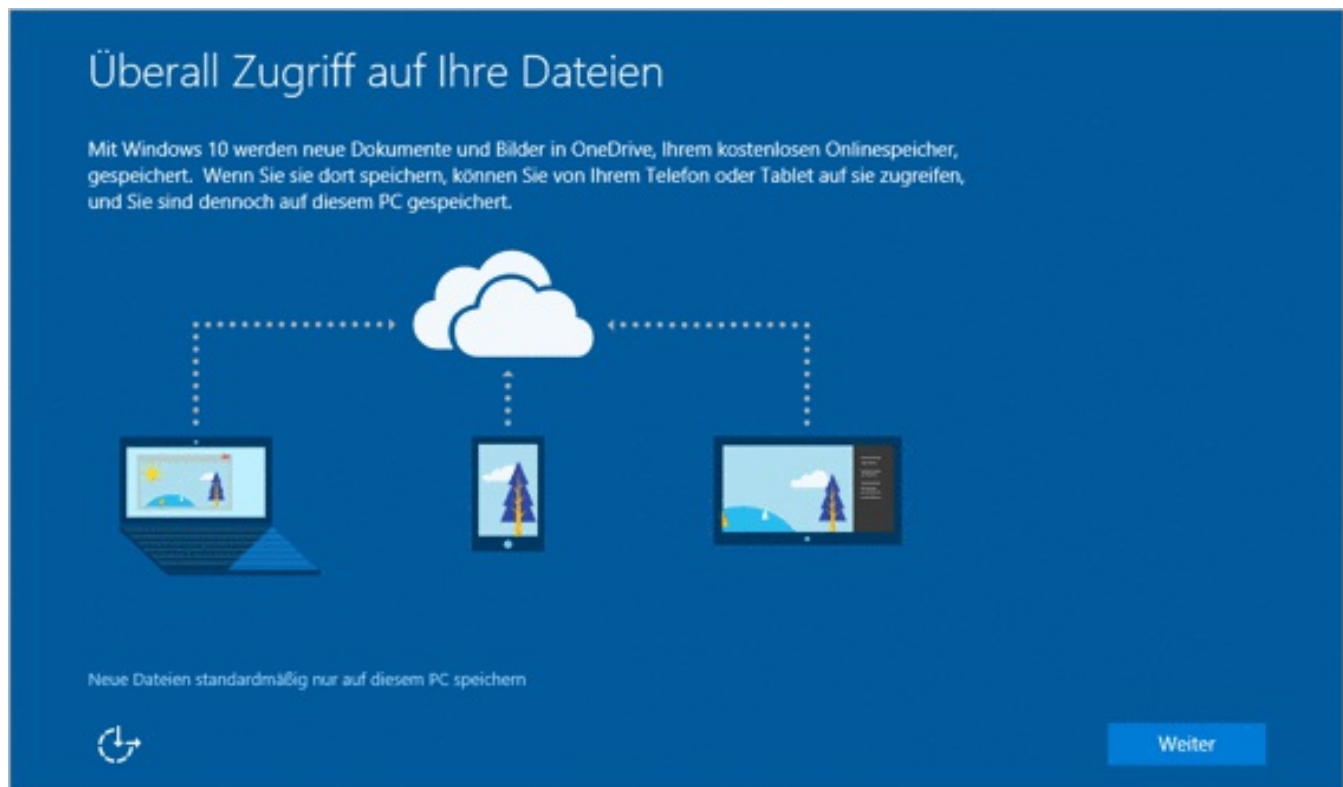 Überall Zugriff auf Ihre Dateien
Mit Windows 10 werden neue Dokumente und Bilder in OneDrive, Ihrem kostenlosen Onlinespeicher,
gespeichert.  Wenn Sie sie dort speichern, können Sie von Ihrem Telefon oder Tablet auf sie zugreifen,
und Sie sind dennoch auf diesem PC gespeichert.
Neue Dateien standardmäßig nur auf diesem PC speichern
Weiter